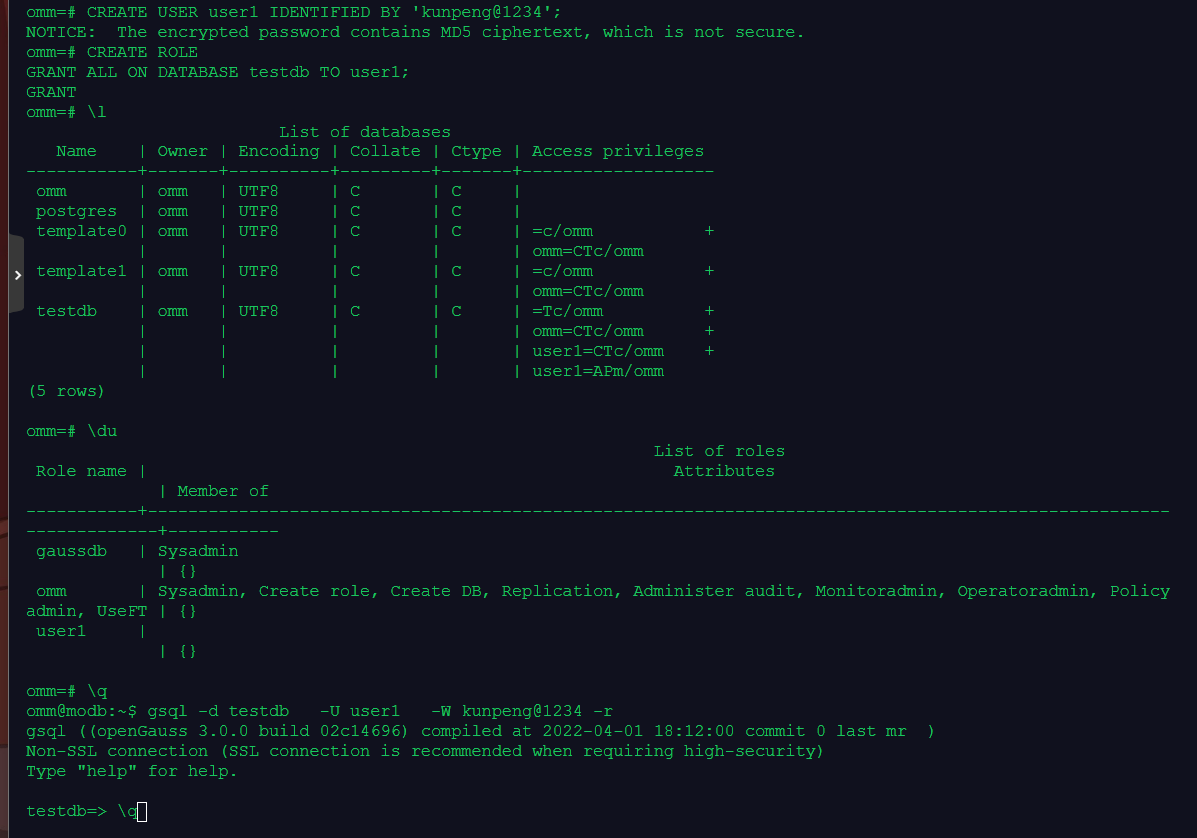 omm=# CREATE USER user1 IDENTIFIED BY 'kunpeng@1234';
NOTICE:  The encrypted password contains MD5 ciphertext, which is not secure.
omm=# CREATE ROLE
GRANT ALL ON DATABASE testdb TO user1;
GRANT
omm=# \l
                         List of databases
   Name    | Owner | Encoding | Collate | Ctype | Access privileges
-----------+-------+----------+---------+-------+-------------------
 omm       | omm   | UTF8     | C       | C     |
 postgres  | omm   | UTF8     | C       | C     |
 template0 | omm   | UTF8     | C       | C     | =c/omm           +
           |       |          |         |       | omm=CTc/omm
 template1 | omm   | UTF8     | C       | C     | =c/omm           +
           |       |          |         |       | omm=CTc/omm
 testdb    | omm   | UTF8     | C       | C     | =Tc/omm          +
           |       |          |         |       | omm=CTc/omm      +
           |       |          |         |       | user1=CTc/omm    +
           |       |          |         |       | user1=APm/omm
(5 rows)

omm=# \du
                                                              List of roles
 Role name |                                                    Attributes
             | Member of
-----------+-----------------------------------------------------------------------------------------------------
-------------+-----------
 gaussdb   | Sysadmin
             | {}
 omm       | Sysadmin, Create role, Create DB, Replication, Administer audit, Monitoradmin, Operatoradmin, Policy
admin, UseFT | {}
 user1     |
             | {}

omm=# \q
omm@modb:~$ gsql -d testdb   -U user1   -W kunpeng@1234 -r
gsql ((openGauss 3.0.0 build 02c14696) compiled at 2022-04-01 18:12:00 commit 0 last mr  )
Non-SSL connection (SSL connection is recommended when requiring high-security)
Type "help" for help.

testdb=> \q